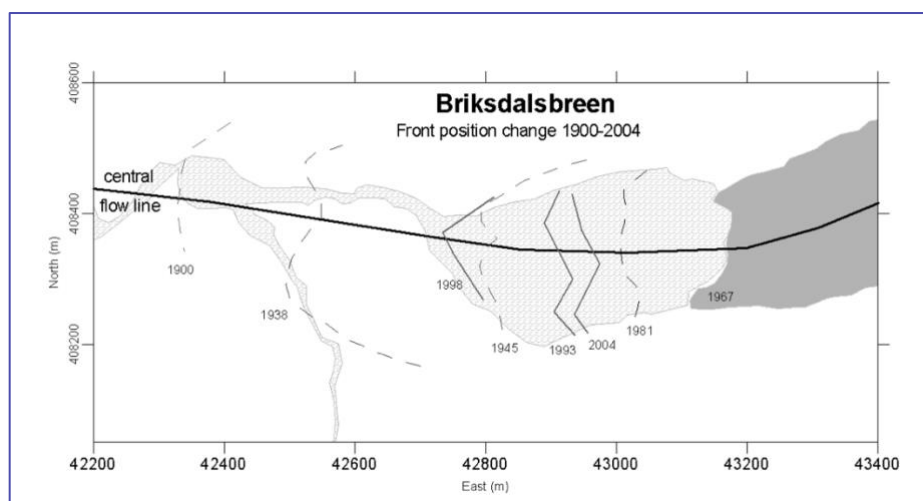 Briksdalsbreen
Front position change 1900-2004
central
flow line
408600
408400
408200
North (m)
1900
1938
1998
1945
1993
2004
1981
1967
42200 42400 42600 42800 43000 43200 43400
East (m)